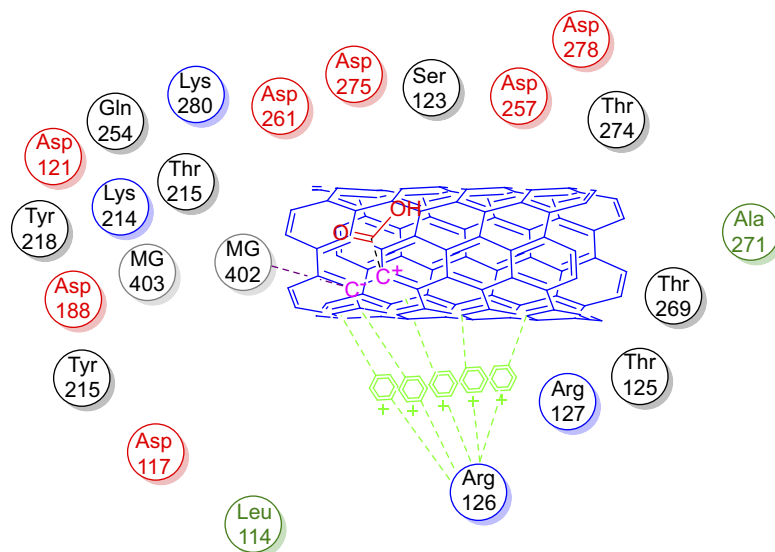 Asp
278
Asp
275
Ser
123
Lys
280
Asp
257
Asp
261
Gln
254
Thr
274
Asp
121
Thr
215
Lys
214
OH
O
Tyr
218
Ala
271
MG
402
MG
403
C+
C-
Asp
188
Thr
269
Tyr
215
Thr
125
Arg
127
+ + + + +
Asp
117
Arg
126
Leu
114